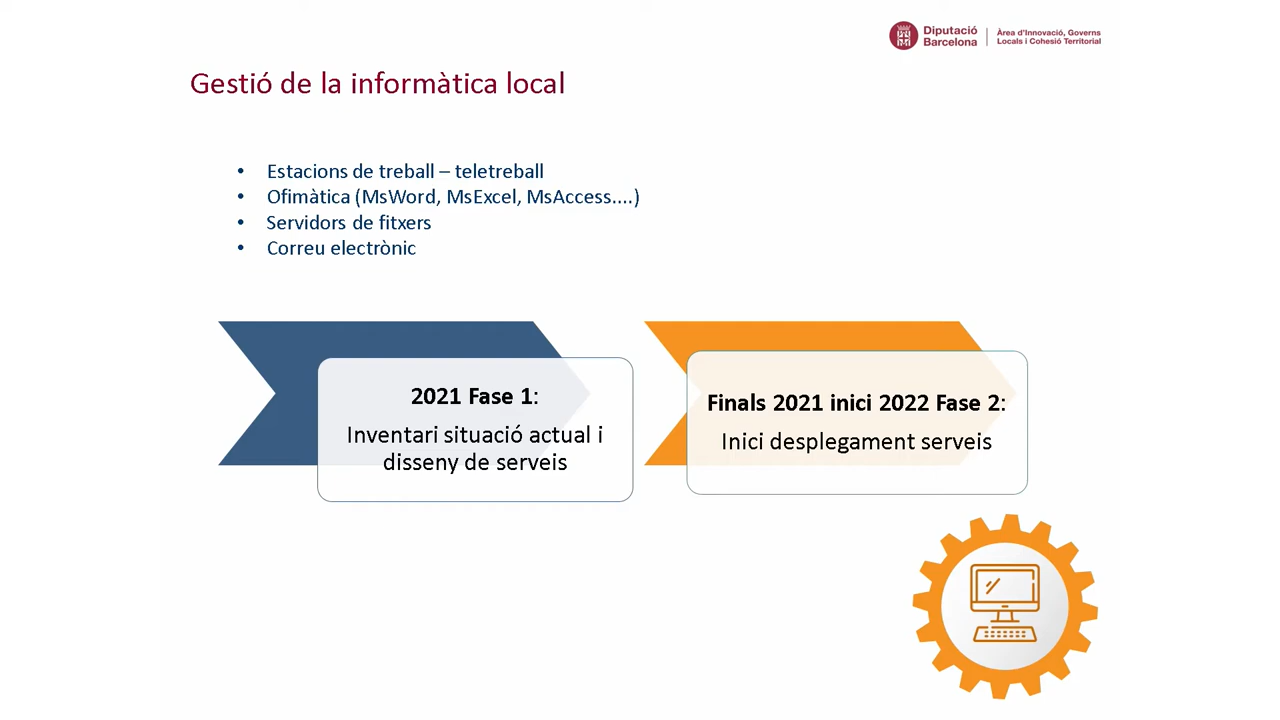 Diputació
Barcelona
Àrea d'Innovació, Governs
Locals i Cohesió Territorial
Gestió de la informàtica local
• Estacions de treball – teletreball
• Ofimàtica (MsWord, MsExcel, MsAccess....)
• Servidors de fitxers
• Correu electrònic
2021 Fase 1:
Inventari situació actual i
disseny de serveis
Finals 2021 inici 2022 Fase 2:
Inici desplegament serveis